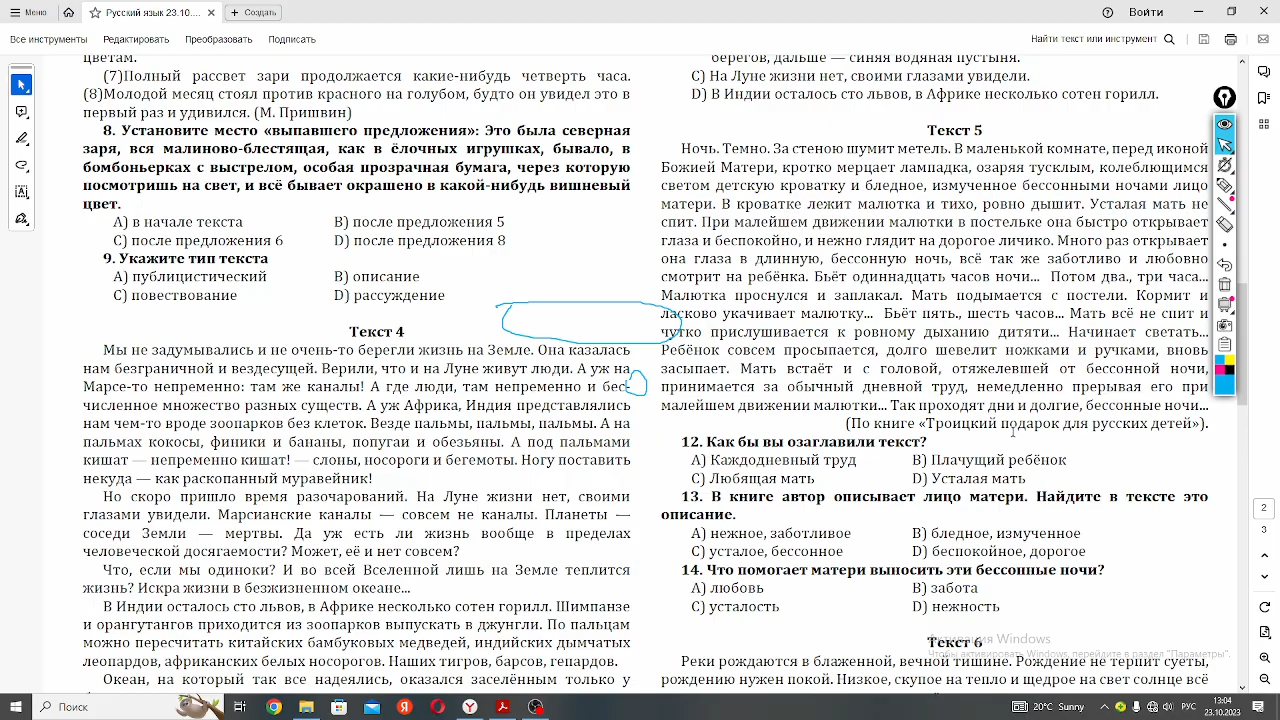 Меню
Русский язык 23.10....
Создать
Войти
Все инструменты
Редактировать
Преобразовать
Подписать
Найти текст или инструмент
цветам.
(7)Полный рассвет зари продолжается какие-нибудь четверть часа.
(8)Молодой месяц стоял против красного на голубом, будто он увидел это в
первый раз и удивился. (М. Пришвин)
8. Установите место «выпавшего предложения»: Это была северная
заря, вся малиново-блестящая, как в ёлочных игрушках, бывало, в
бомбоньерках с выстрелом, особая прозрачная бумага, через которую
посмотришь на свет, и всё бывает окрашено в какой-нибудь вишневый
цвет.
A) в начале текста
B) после предложения 5
C) после предложения 6
D) после предложения 8
9. Укажите тип текста
A) публицистический
B) описание
C) повествование
D) рассуждение
Текст 4
Мы не задумывались и не очень-то берегли жизнь на Земле. Она казалась
нам безграничной и вездесущей. Верили, что и на Луне живут люди. А уж на
Марсе-то непременно: там же каналы! А где люди, там непременно и бес-
численное множество разных существ. А уж Африка, Индия представлялись
нам чем-то вроде зоопарков без клеток. Везде пальмы, пальмы, пальмы. А на
пальмах кокосы, финики и бананы, попугаи и обезьяны. А под пальмами
кишат — непременно кишат! — слоны, носороги и бегемоты. Ногу поставить
некуда — как раскопанный муравейник!
Но скоро пришло время разочарований. На Луне жизни нет, своими
глазами увидели. Марсианские каналы — совсем не каналы. Планеты —
соседи Земли — мертвы. Да уж есть ли жизнь вообще в пределах
человеческой досягаемости? Может, её и нет совсем?
Что, если мы одиноки? И во всей Вселенной лишь на Земле теплится
жизнь? Искра жизни в безжизненном океане...
В Индии осталось сто львов, в Африке несколько сотен горилл. Шимпанзе
и орангутангов приходится из зоопарков выпускать в джунгли. По пальцам
можно пересчитать китайских бамбуковых медведей, индийских дымчатых
леопардов, африканских белых носорогов. Наших тигров, барсов, гепардов.
Океан, на который так все надеялись, оказался заселённым только у
берегов, дальше — синяя водяная пустыня.
C) На Луне жизни нет, своими глазами увидели.
D) В Индии осталось сто львов, в Африке несколько сотен горилл.
Текст 5
Ночь. Темно. За стеною шумит метель. В маленькой комнате, перед иконой
Божией Матери, кротко мерцает лампадка, озаряя тусклым, колеблющимся
светом детскую кроватку и бледное, измученное бессонными ночами лицо
матери. В кроватке лежит малютка и тихо, ровно дышит. Усталая мать не
спит. При малейшем движении малютки в постельке она быстро открывает
глаза и беспокойно, и нежно глядит на дорогое личико. Много раз открывает
она глаза в длинную, бессонную ночь, всё так же заботливо и любовно
смотрит на ребёнка. Бьёт одиннадцать часов ночи... Потом два., три часа...
Малютка проснулся и заплакал. Мать подымается с постели. Кормит и
ласково укачивает малютку... Бьёт пять., шесть часов... Мать всё не спит и
чутко прислушивается к ровному дыханию дитяти... Начинает светать...
Ребёнок совсем просыпается, долго шевелит ножками и ручками, вновь
засыпает. Мать встаёт и с головой, отяжелевшей от бессонной ночи,
принимается за обычный дневной труд, немедленно прерывая его при
малейшем движении малютки... Так проходят дни и долгие, бессонные ночи...
(По книге «Троицкий подарок для русских детей»).
12. Как бы вы озаглавили текст?
A) Каждодневный труд
B) Плачущий ребёнок
C) Любящая мать
D) Усталая мать
13. В книге автор описывает лицо матери. Найдите в тексте это
описание.
A) нежное, заботливое
B) бледное, измученное
C) усталое, бессонное
D) беспокойное, дорогое
14. Что помогает матери выносить эти бессонные ночи?
A) любовь
B) забота
C) усталость
D) нежность
Текст 6
Реки рождаются в блаженной, вечной тишине. Рождение не терпит суеты,
рождению нужен покой. Низкое, скупое на тепло и щедрое на свет солнце всё
Активация Windows
Чтобы активировать Windows, перейдите в раздел "Параметры".
2
3
Поиск
20°C Sunny
РУС
13:04
23.10.2023